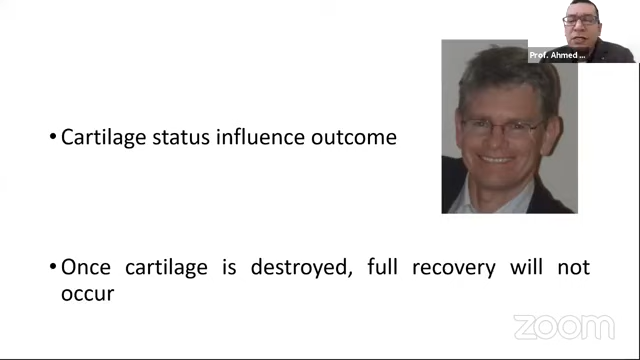 Prof. Ahmed ...
• Cartilage status influence outcome
• Once cartilage is destroyed, full recovery will not
occur
zoom